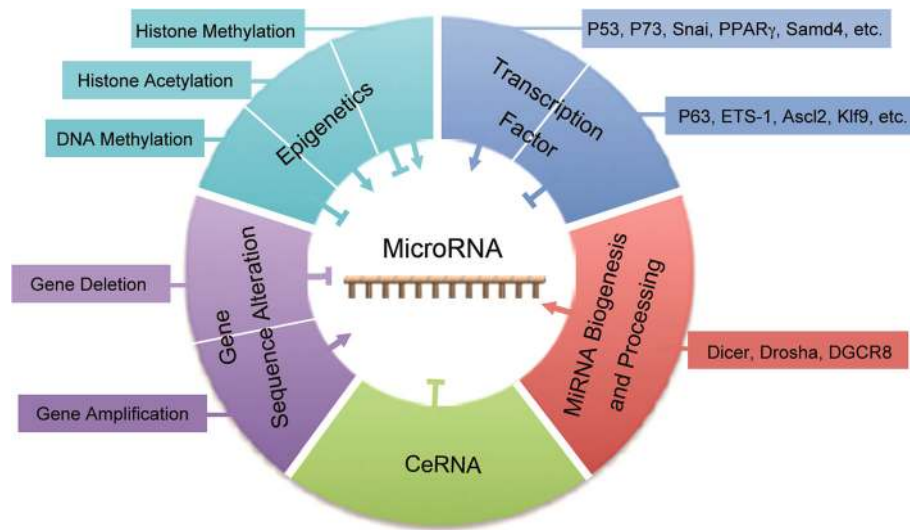 Histone Methylation
Histone Acetylation
DNA Methylation
Epigenetics
P53, P73, Snai, PPARγ, Samd4, etc.
P63, ETS-1, Ascl2, Klf9, etc.
Transcription
Factor
MicroRNA
Gene Deletion
Gene Amplification
Gene
Sequence Alteration
MiRNA Biogenesis
and Processing
Dicer, Drosha, DGCR8
CeRNA